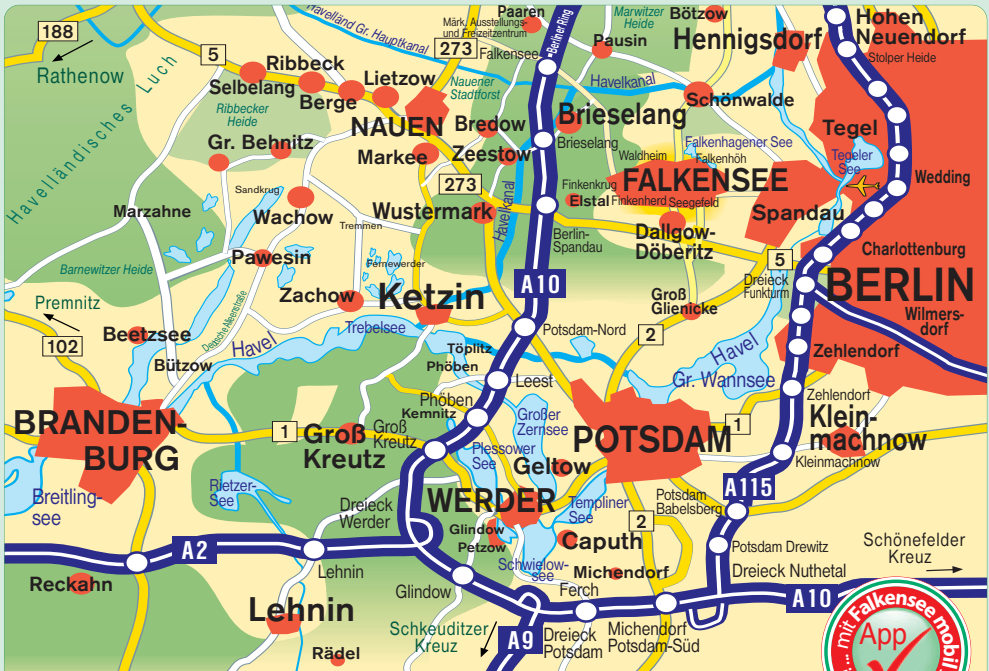 188
Rathenow
Havelländisches Luch
5
Selbelang
Ribbeck
Berge
Lietzow
Ribbecker
Heide
Gr. Behnitz
Havelländ Gr. Hauptkanal
Märk. Ausstellungs-
und Freizeitzentrum
Paaren
273
Falkensee
Berliner Ring
Nauener
Stadtforst
NAUEN
Bredow
Markee
Zeestow
273
Havelkanal
Marwitzer
Heide
Pausin
Bötzow
Hennigsdorf
Hohen
Neuendorf
Stolper Heide
Havelkanal
Schönwalde
Brieselang
Brieselang
Waldheim
Falkenhagener See
Falkenhöh
FALKENSEE
Finkenkrug
Finkenherd
Seegefeld
Elstal
Dallgow-
Döberitz
Tegel
Tegeler
See
Wedding
Spandau
Charlottenburg
5
Dreieck
Funkturm
BERLIN
Wilmers-
dorf
Marzahne
Sandkrug
Wachow
Tremmen
Wustermark
Berlin-
Spandau
Barnewitzer Heide
Pawesin
Fernewerder
Zachow
Ketzin
A10
Groß
Glienicke
Premnitz
102
Beetzsee
Deutsche Alleenstraße
Bützow
Havel
Trebelsee
Töplitz
Phöben
Potsdam-Nord
2
Havel
Gr. Wannsee
Zehlendorf
Zehlendorf
Leest
Phöben
Kemnitz
BRANDEN-
BURG
1
Groß
Kreutz
Groß
Kreutz
Großer
Zernsee
Plessower
See
POTSDAM
1
Klein-
machnow
Kleinmachnow
Geltow
Breitling-
see
Rietzer-
See
Dreieck
Werder
WERDER
Templiner
See
Potsdam
Babelsberg
A115
Glindow
Petzow
2
Caputh
A2
Lehnin
Reckahn
Schwielow-
see
Michendorf
Potsdam Drewitz
Dreieck Nuthetal
Schönefelder
Kreuz
Glindow
Ferch
A10
Lehnin
Schkeuditzer
Kreuz
A9
Dreieck
Potsdam
Michendorf
Potsdam-Süd
Rädel
... mit Falkensee mobil
App